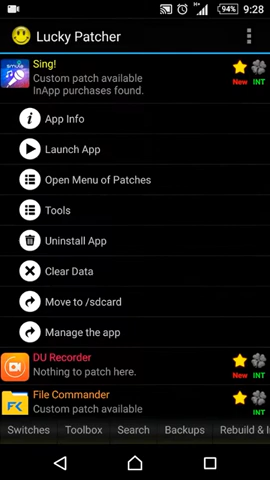 94% 9:28
Lucky Patcher
Sing!
Custom patch available
InApp purchases found.
New INT
App Info
Launch App
Open Menu of Patches
Tools
Uninstall App
Clear Data
Move to /sdcard
Manage the app
DU Recorder
Nothing to patch here.
New INT
File Commander
Custom patch available
New INT
Switches Toolbox Search Backups Rebuild & I